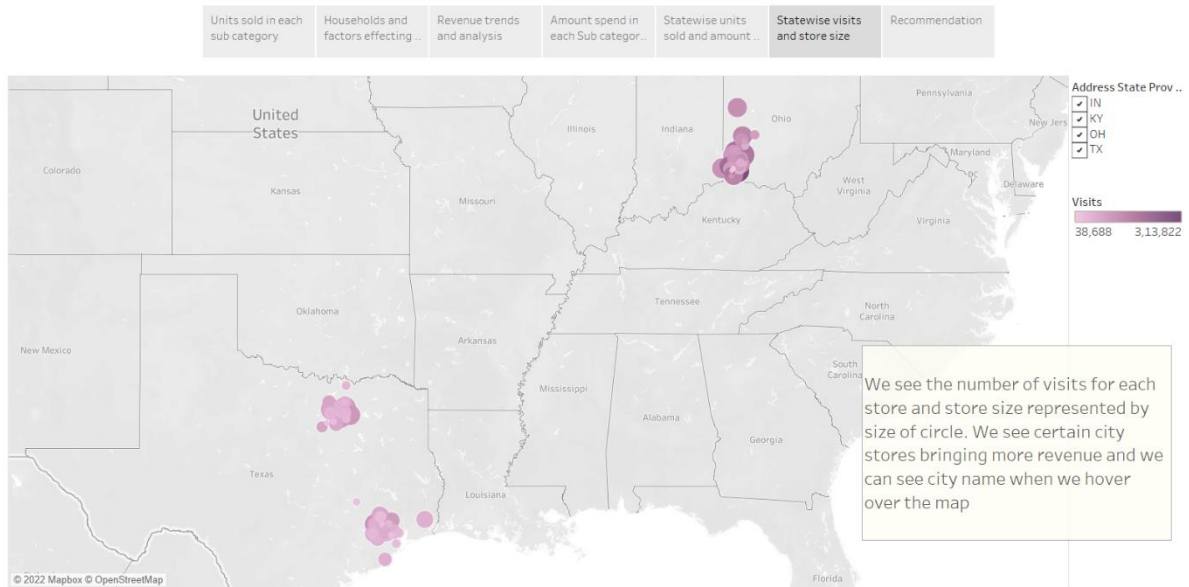 Units sold in each
sub category
Households and
factors effecting ..
Revenue trends
and analysis
Amount spend in
each Sub categor..
Statewise units
sold and amount ..
Statewise visits
and store size
Recommendation
United
States
Colorado
Kansas
Missouri
Illinois
Indiana
Ohio
Pennsylvania
New Jers
Maryland
DC
Delaware
West
Virginia
Virginia
Kentucky
Tennessee
North
Carolina
South
Carolina
Oklahoma
Arkansas
New Mexico
Mississippi
Alabama
Georgia
Texas
Louisiana
Florida
Address State Prov ..
IN
KY
OH
TX
Visits
38,688 3,13,822
We see the number of visits for each
store and store size represented by
size of circle. We see certain city
stores bringing more revenue and we
can see city name when we hover
over the map
© 2022 Mapbox © OpenStreetMap